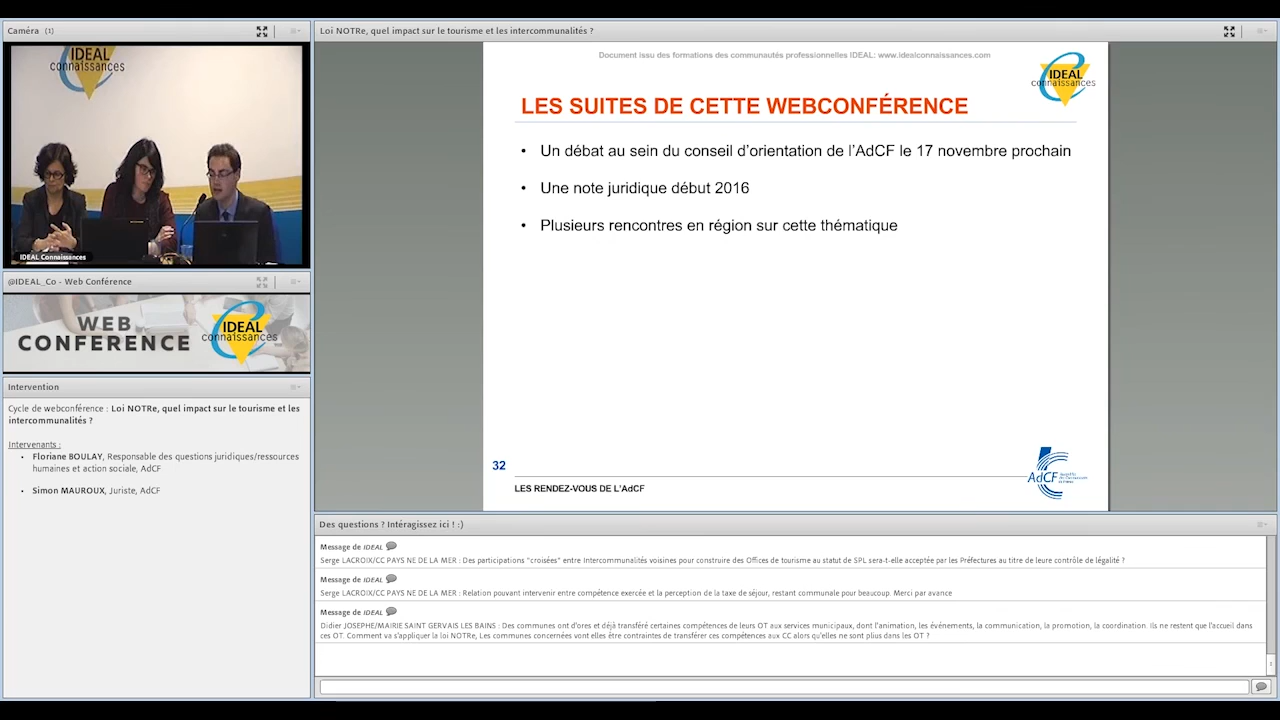 Caméra (1)
IDEAL
connaissances
IDEAL Connaissances
@IDEAL_Co - Web Conférence
WEB
CONFERENCE
IDEAL
connaissances
Intervention
Cycle de webconférence : Loi NOTRe, quel impact sur le tourisme et les
intercommunalités ?
Intervenants :
• Floriane BOULAY, Responsable des questions juridiques/ressources
humaines et action sociale, AdCF
• Simon MAUROUX, Juriste, AdCF
Loi NOTRe, quel impact sur le tourisme et les intercommunalités ?
Document issu des formations des communautés professionnelles IDEAL: www.idealconnaissances.com
IDEAL
connaissances
LES SUITES DE CETTE WEBCONFÉRENCE
• Un débat au sein du conseil d'orientation de l'AdCF le 17 novembre prochain
• Une note juridique début 2016
• Plusieurs rencontres en région sur cette thématique
32
LES RENDEZ-VOUS DE L'AdCF
AdCF
Des questions ? Intéragissez ici ! :)
Message de IDEAL
Serge LACROIX/CC PAYS NE DE LA MER : Des participations "croisées" entre Intercommunalités voisines pour construire des Offices de tourisme au statut de SPL sera-t-elle acceptée par les Préfectures au titre de leure contrôle de légalité ?
Message de IDEAL
Serge LACROIX/CC PAYS NE DE LA MER : Relation pouvant intervenir entre compétence exercée et la perception de la taxe de séjour, restant communale pour beaucoup. Merci par avance
Message de IDEAL
Didier JOSEPHE/MAIRIE SAINT GERVAIS LES BAINS : Des communes ont d'ores et déjà transféré certaines compétences de leurs OT aux services municipaux, dont l'animation, les événements, la communication, la promotion, la coordination. Ils ne restent que l'accueil dans
ces OT. Comment va s'appliquer la loi NOTRe, Les communes concernées vont elles être contraintes de transférer ces compétences aux CC alors qu'elles ne sont plus dans les OT ?